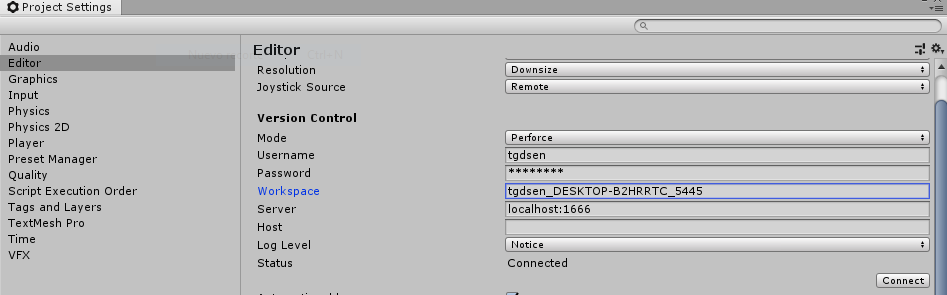 Project Settings
Audio
Editor
Graphics
Input
Physics
Physics 2D
Player
Preset Manager
Quality
Script Execution Order
Tags and Layers
TextMesh Pro
Time
VFX
Editor
Resolution Downsize
Joystick Source Remote
Version Control
Mode Perforce
Username tgdsen
Password ********
Workspace tgdsen_DESKTOP-B2HRRTC_5445
Server localhost:1666
Host
Log Level Notice
Status Connected
Connect